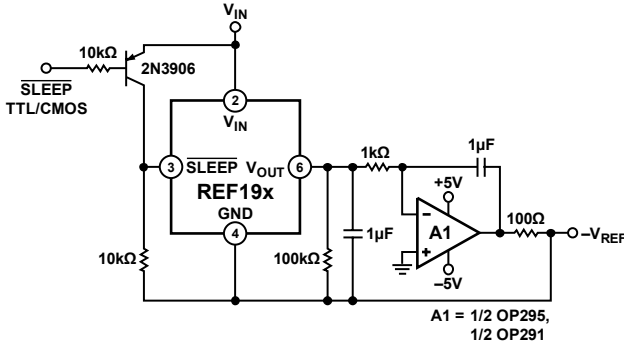 V_IN
10kΩ
2N3906
SLEEP
TTL/CMOS
2
V_IN
3
SLEEP
V_OUT
6
REF19x
GND
4
10kΩ
100kΩ
1µF
1kΩ
1µF
+5V
−
A1
+
−5V
100Ω
−V_REF
A1 = 1/2 OP295,
1/2 OP291